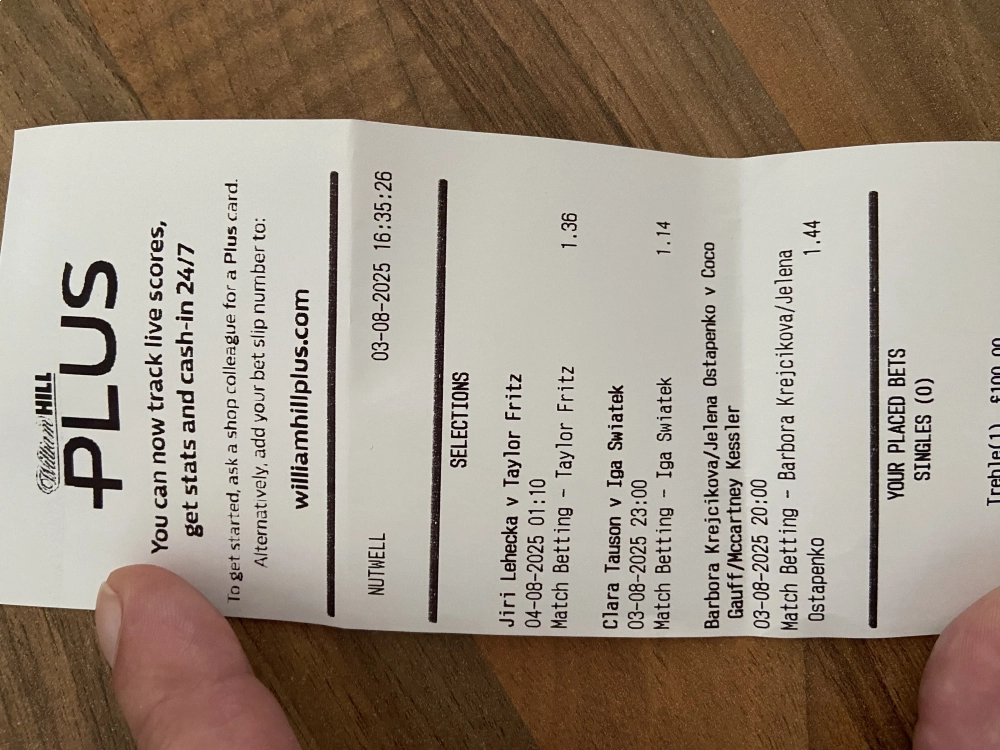 William HILL
PLUS
You can now track live scores,
get stats and cash-in 24/7
To get started, ask a shop colleague for a Plus card.
Alternatively, add your bet slip number to:
williamhillplus.com
NUTWELL 03-08-2025 16:35:26
SELECTIONS
Jiri Lehecka v Taylor Fritz
04-08-2025 01:10
Match Betting - Taylor Fritz 1.36
Clara Tauson v Iga Swiatek
03-08-2025 23:00
Match Betting - Iga Swiatek 1.14
Barbora Krejcikova/Jelena Ostapenko v Coco
Gauff/Mccartney Kessler
03-08-2025 20:00
Match Betting - Barbora Krejcikova/Jelena
Ostapenko 1.44
YOUR PLACED BETS
SINGLES (0)
Treble(1) £100.00